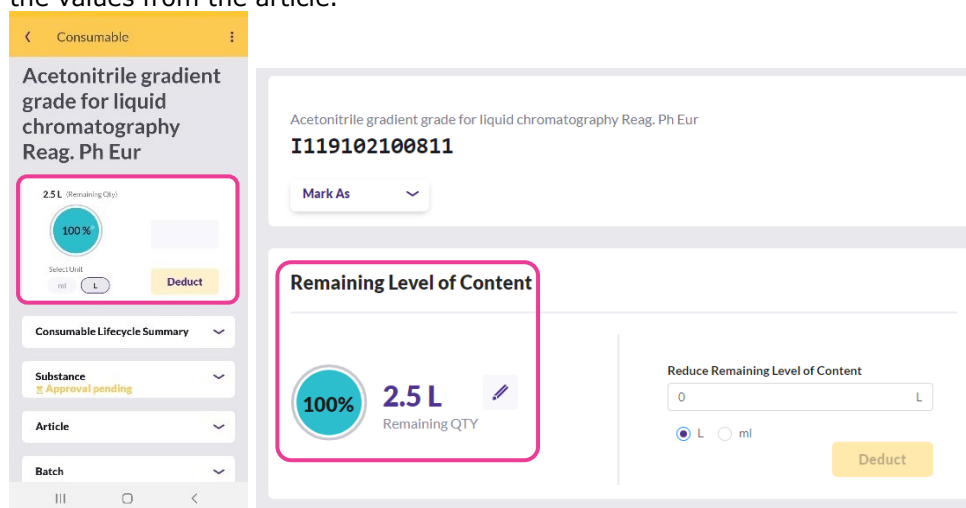 the values from the article.
Consumable
Acetonitrile gradient
grade for liquid
chromatography
Reag. Ph Eur
2.5 L (Remaining Qty)
100 %
Select Unit
ml L
Deduct
Consumable Lifecycle Summary
Substance
Approval pending
Article
Batch
Acetonitrile gradient grade for liquid chromatography Reag. Ph Eur
I119102100811
Mark As
Remaining Level of Content
100%
2.5 L
Remaining QTY
Reduce Remaining Level of Content
0 L
L ml
Deduct